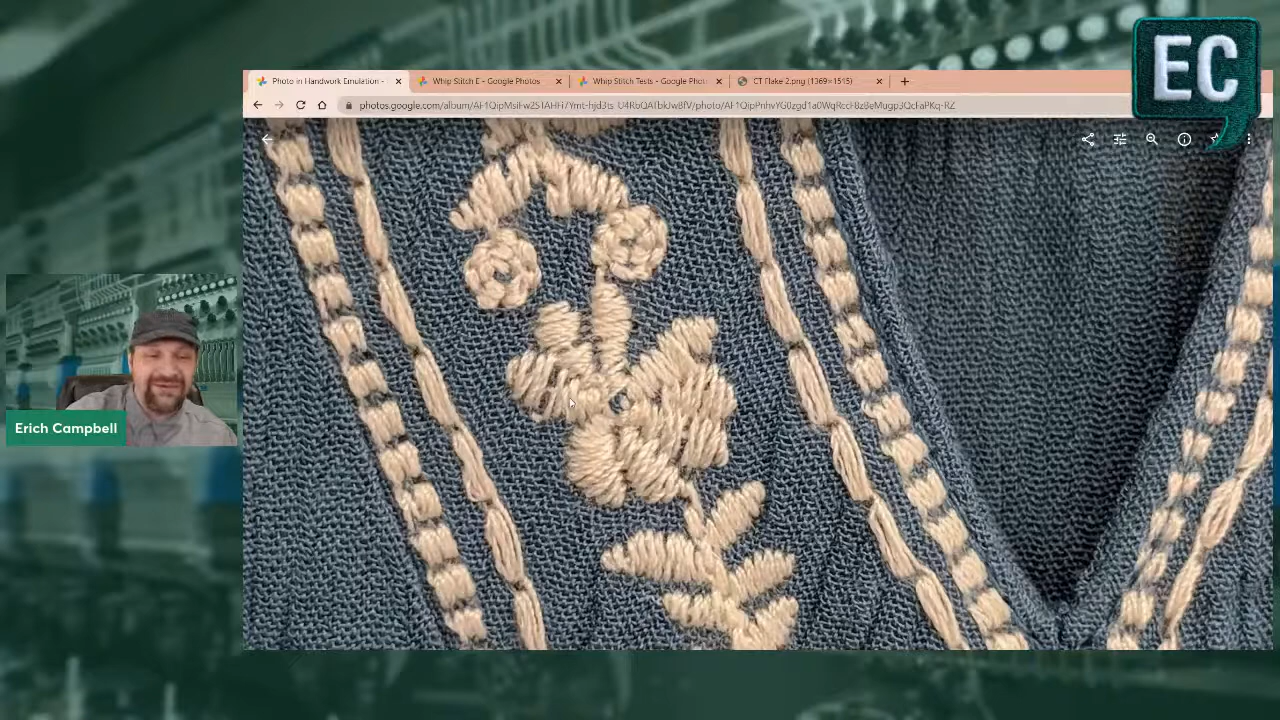 EC
Photo in Handwork Emulation -
Whip Stitch E - Google Photos
Whip Stitch Tests - Google Phot
CT Flake 2.png (1369×1515)
Erich Campbell